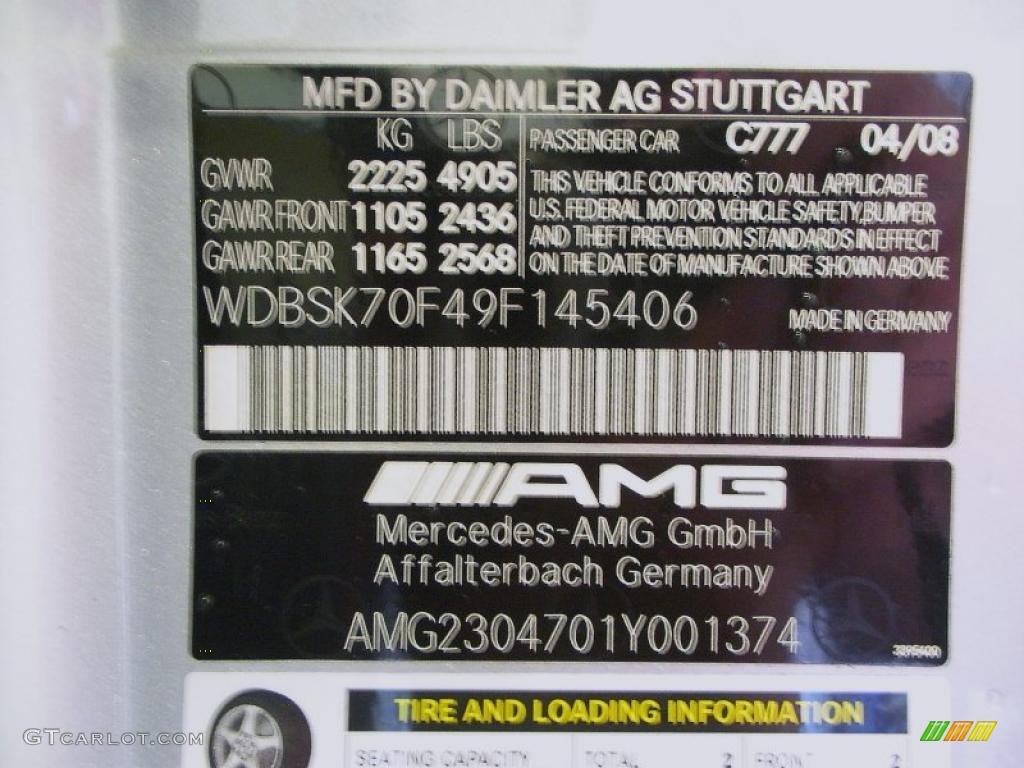 MFD BY DAIMLER AG STUTTGART
KG LBS
GVWR 2225 4905
GAWR FRONT 1105 2436
GAWR REAR 1165 2568
PASSENGER CAR C777 04/08
THIS VEHICLE CONFORMS TO ALL APPLICABLE
U.S. FEDERAL MOTOR VEHICLE SAFETY, BUMPER
AND THEFT PREVENTION STANDARDS IN EFFECT
ON THE DATE OF MANUFACTURE SHOWN ABOVE
WDBSK70F49F145406
MADE IN GERMANY
AMG
Mercedes-AMG GmbH
Affalterbach Germany
AMG2304701Y001374
TIRE AND LOADING INFORMATION
SEATING CAPACITY TOTAL 2 FRONT 2
GTCARLOT.COM